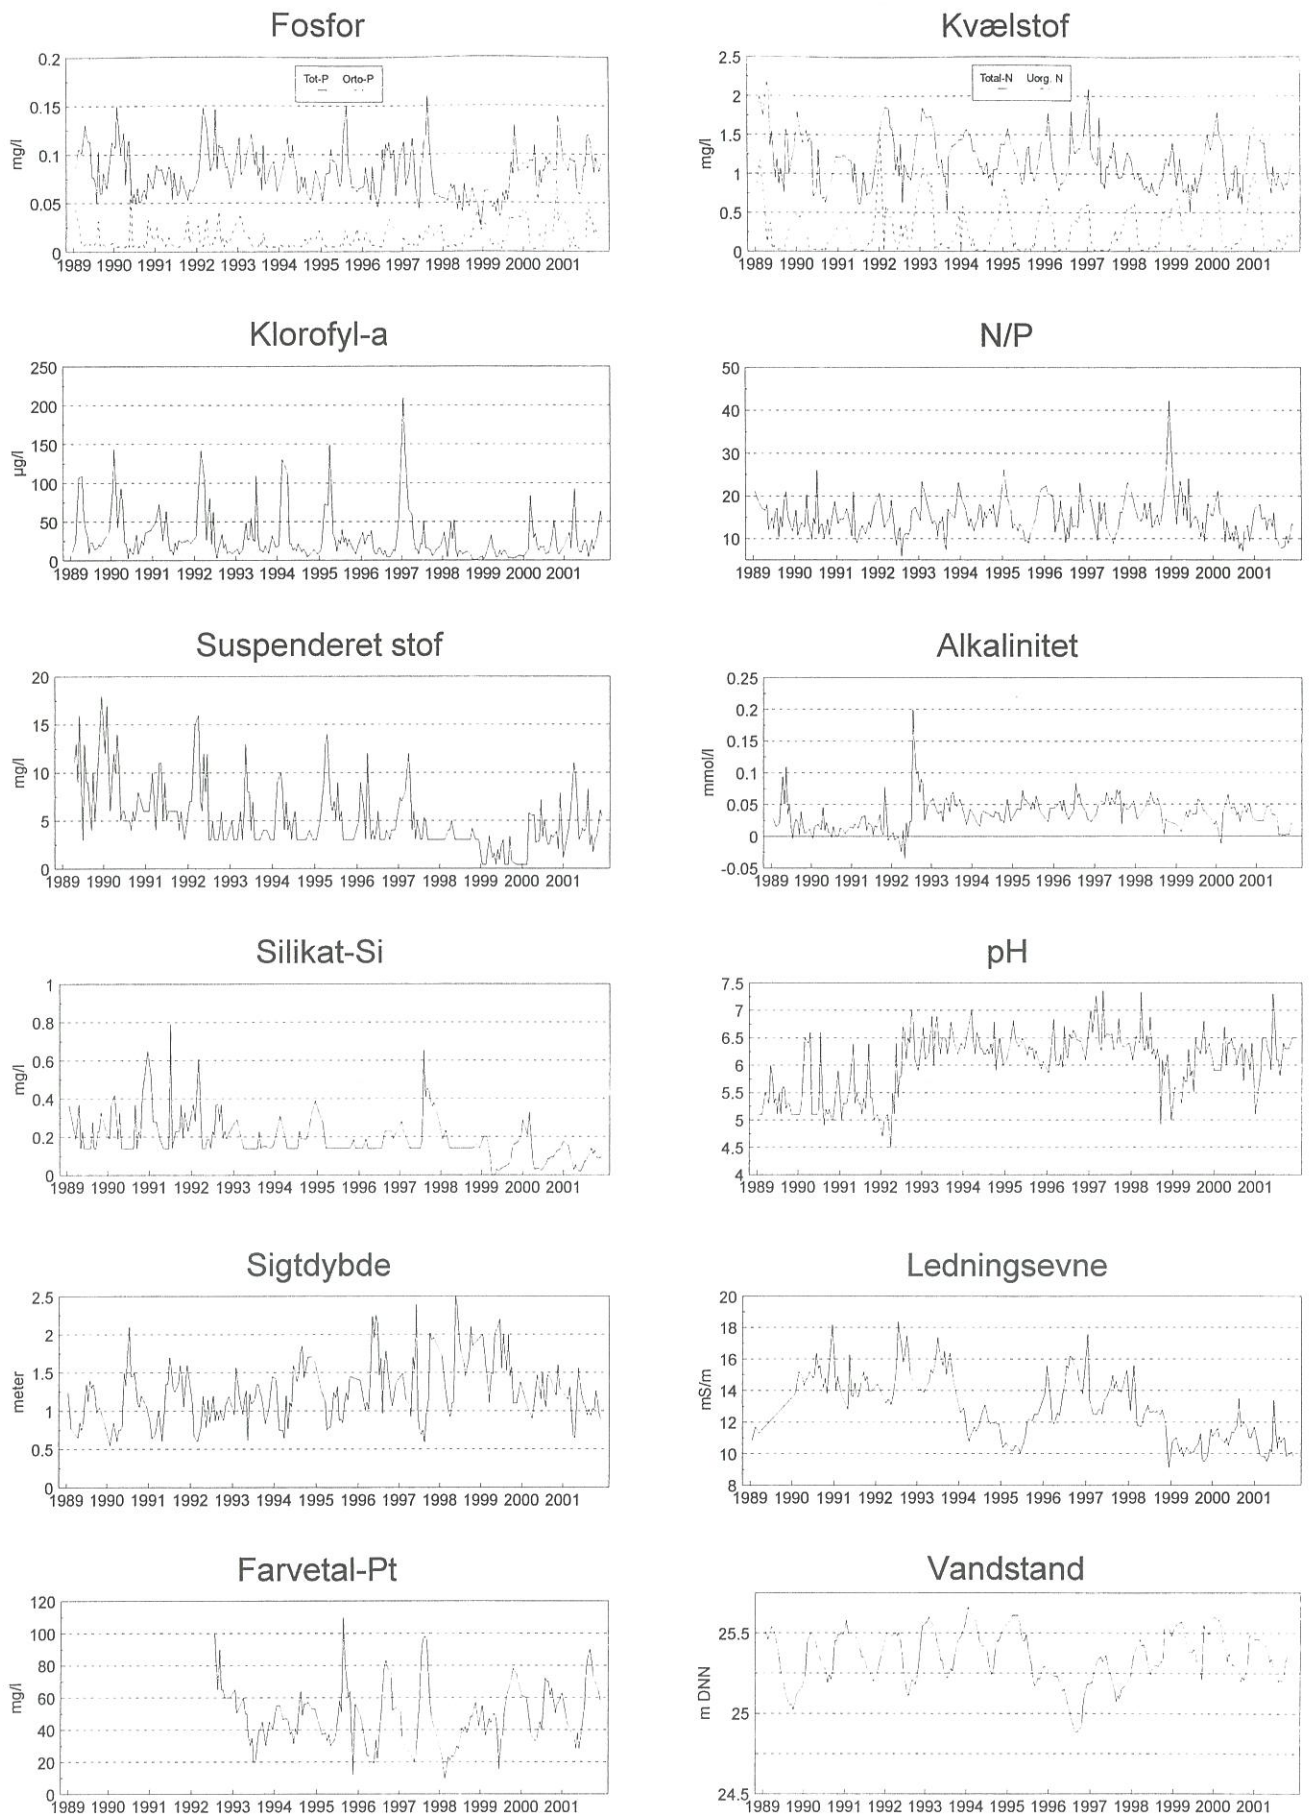 Fosfor
0.2
0.15
0.1
0.05
0
mg/l
Tot-P Orto-P
1989 1990 1991 1992 1993 1994 1995 1996 1997 1998 1999 2000 2001
Kvælstof
2.5
2
1.5
1
0.5
0
mg/l
Total-N Uorg. N
1989 1990 1991 1992 1993 1994 1995 1996 1997 1998 1999 2000 2001
Klorofyl-a
250
200
150
100
50
0
µg/l
1989 1990 1991 1992 1993 1994 1995 1996 1997 1998 1999 2000 2001
N/P
50
40
30
20
10
1989 1990 1991 1992 1993 1994 1995 1996 1997 1998 1999 2000 2001
Suspenderet stof
20
15
10
5
0
mg/l
1989 1990 1991 1992 1993 1994 1995 1996 1997 1998 1999 2000 2001
Alkalinitet
0.25
0.2
0.15
0.1
0.05
0
-0.05
mmol/l
1989 1990 1991 1992 1993 1994 1995 1996 1997 1998 1999 2000 2001
Silikat-Si
1
0.8
0.6
0.4
0.2
0
mg/l
1989 1990 1991 1992 1993 1994 1995 1996 1997 1998 1999 2000 2001
pH
7.5
7
6.5
6
5.5
5
4.5
4
1989 1990 1991 1992 1993 1994 1995 1996 1997 1998 1999 2000 2001
Sigtdybde
2.5
2
1.5
1
0.5
0
meter
1989 1990 1991 1992 1993 1994 1995 1996 1997 1998 1999 2000 2001
Ledningsevne
20
18
16
14
12
10
8
mS/m
1989 1990 1991 1992 1993 1994 1995 1996 1997 1998 1999 2000 2001
Farvetal-Pt
120
100
80
60
40
20
0
mg/l
1989 1990 1991 1992 1993 1994 1995 1996 1997 1998 1999 2000 2001
Vandstand
25.5
25
24.5
m DNN
1989 1990 1991 1992 1993 1994 1995 1996 1997 1998 1999 2000 2001